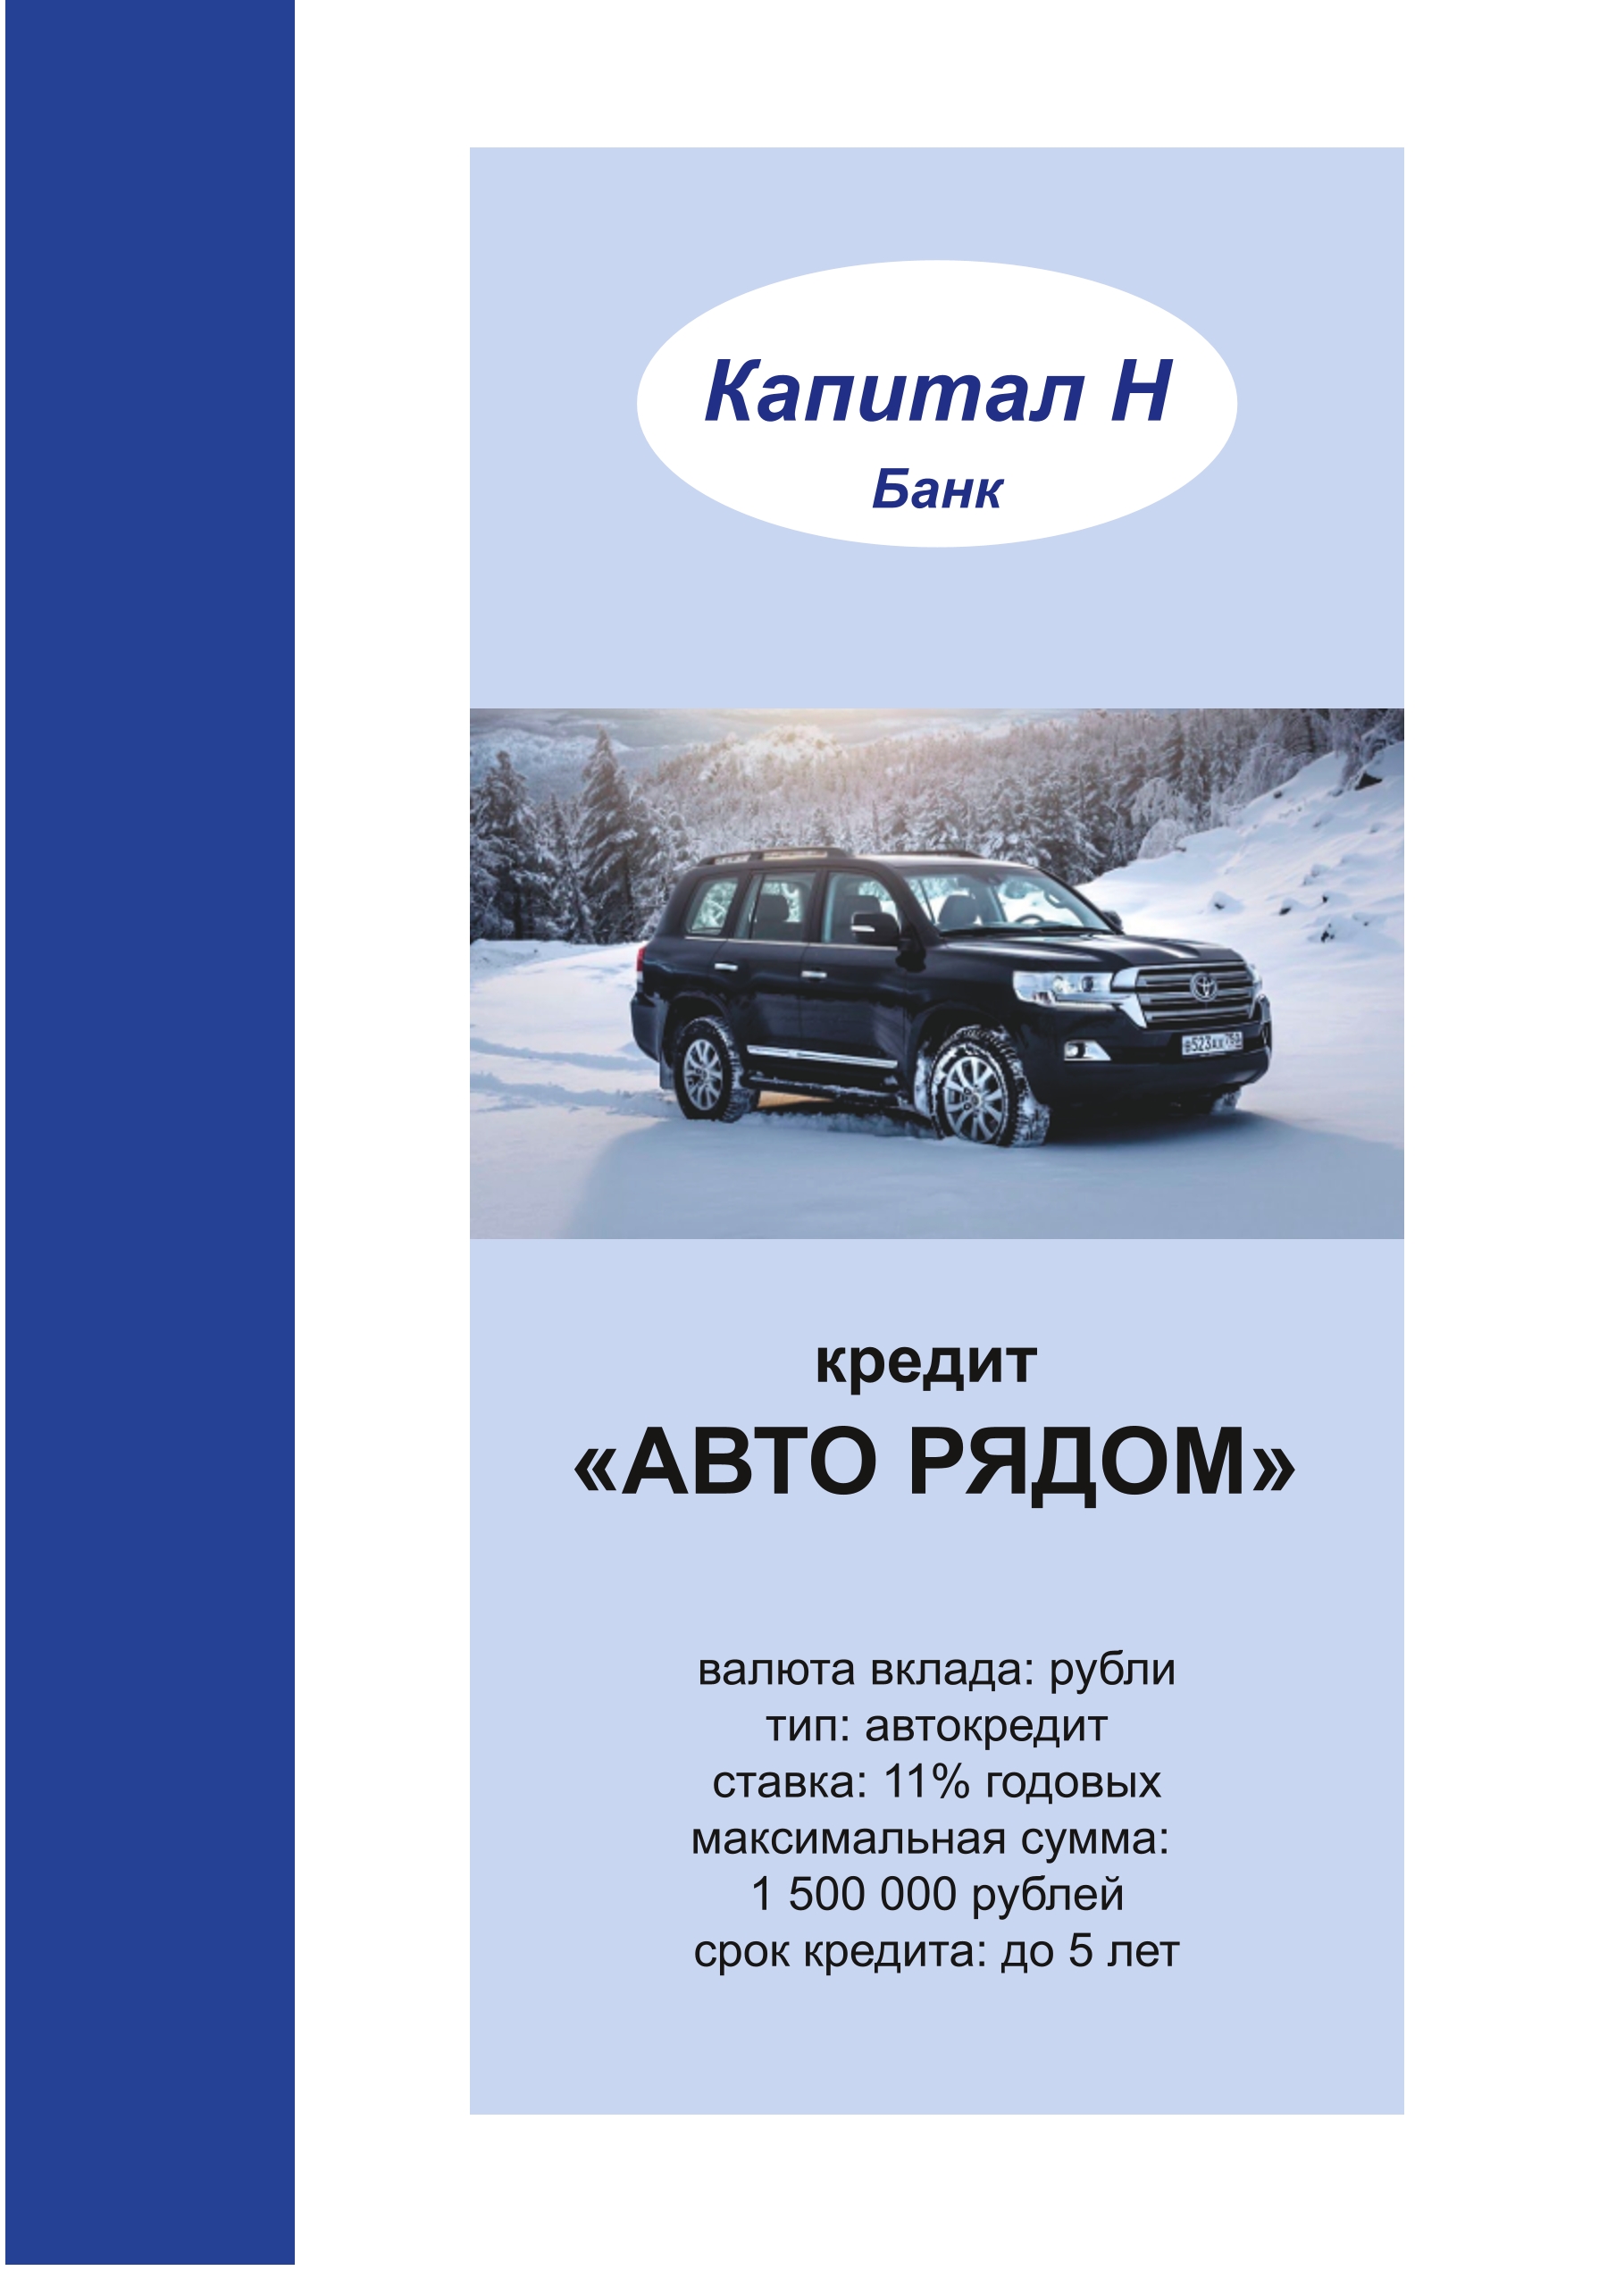 Капитал Н
Банк
кредит
«АВТО РЯДОМ»
валюта вклада: рубли
тип: автокредит
ставка: 11% годовых
максимальная сумма:
1 500 000 рублей
срок кредита: до 5 лет